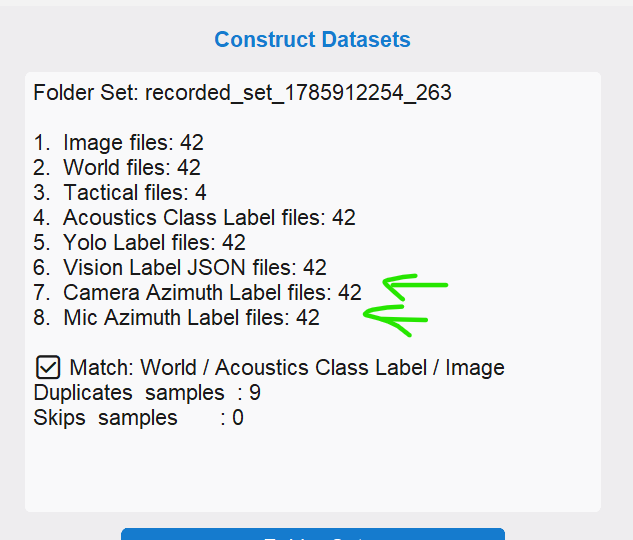 Construct Datasets
Folder Set: recorded_set_1785912254_263
1. Image files: 42
2. World files: 42
3. Tactical files: 4
4. Acoustics Class Label files: 42
5. Yolo Label files: 42
6. Vision Label JSON files: 42
7. Camera Azimuth Label files: 42
8. Mic Azimuth Label files: 42
Match: World / Acoustics Class Label / Image
Duplicates samples : 9
Skips samples : 0